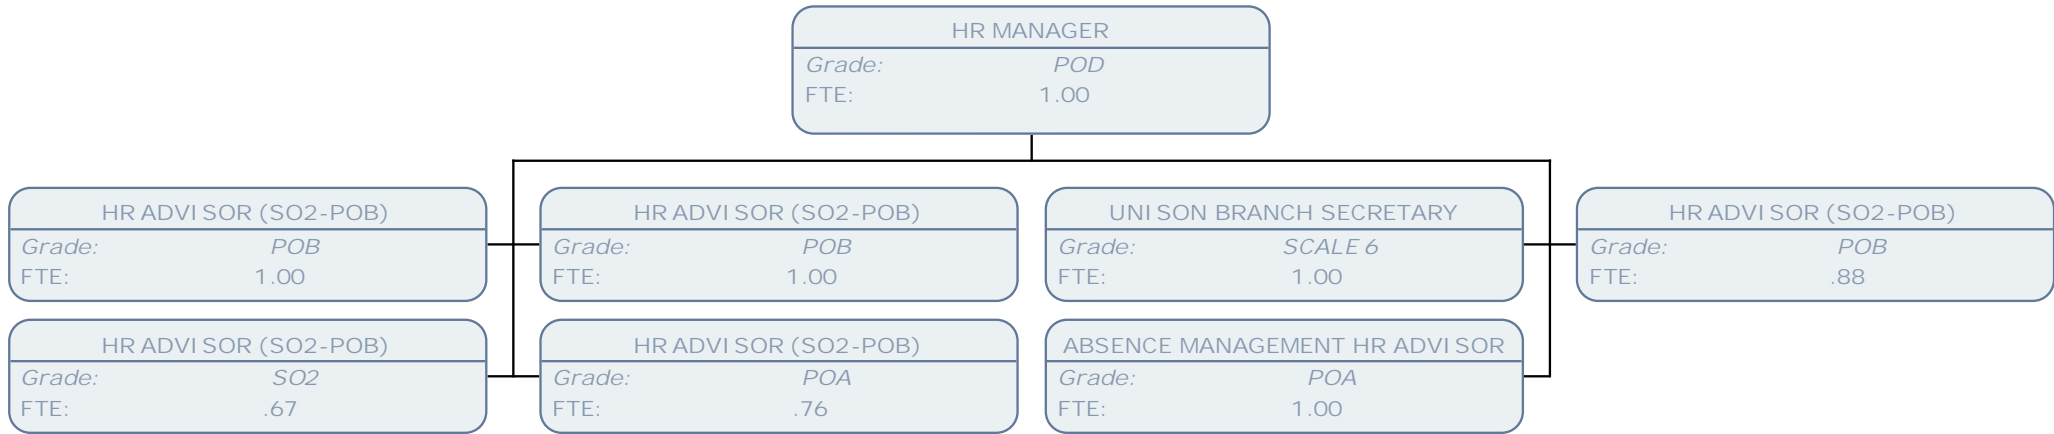 HR MANAGER
Grade: POD
FTE: 1.00
HR ADVISOR (SO2-POB)
Grade: POB
FTE: 1.00
HR ADVISOR (SO2-POB)
Grade: POB
FTE: 1.00
UNISON BRANCH SECRETARY
Grade: SCALE 6
FTE: 1.00
HR ADVISOR (SO2-POB)
Grade: POB
FTE: .88
HR ADVISOR (SO2-POB)
Grade: SO2
FTE: .67
HR ADVISOR (SO2-POB)
Grade: POA
FTE: .76
ABSENCE MANAGEMENT HR ADVISOR
Grade: POA
FTE: 1.00